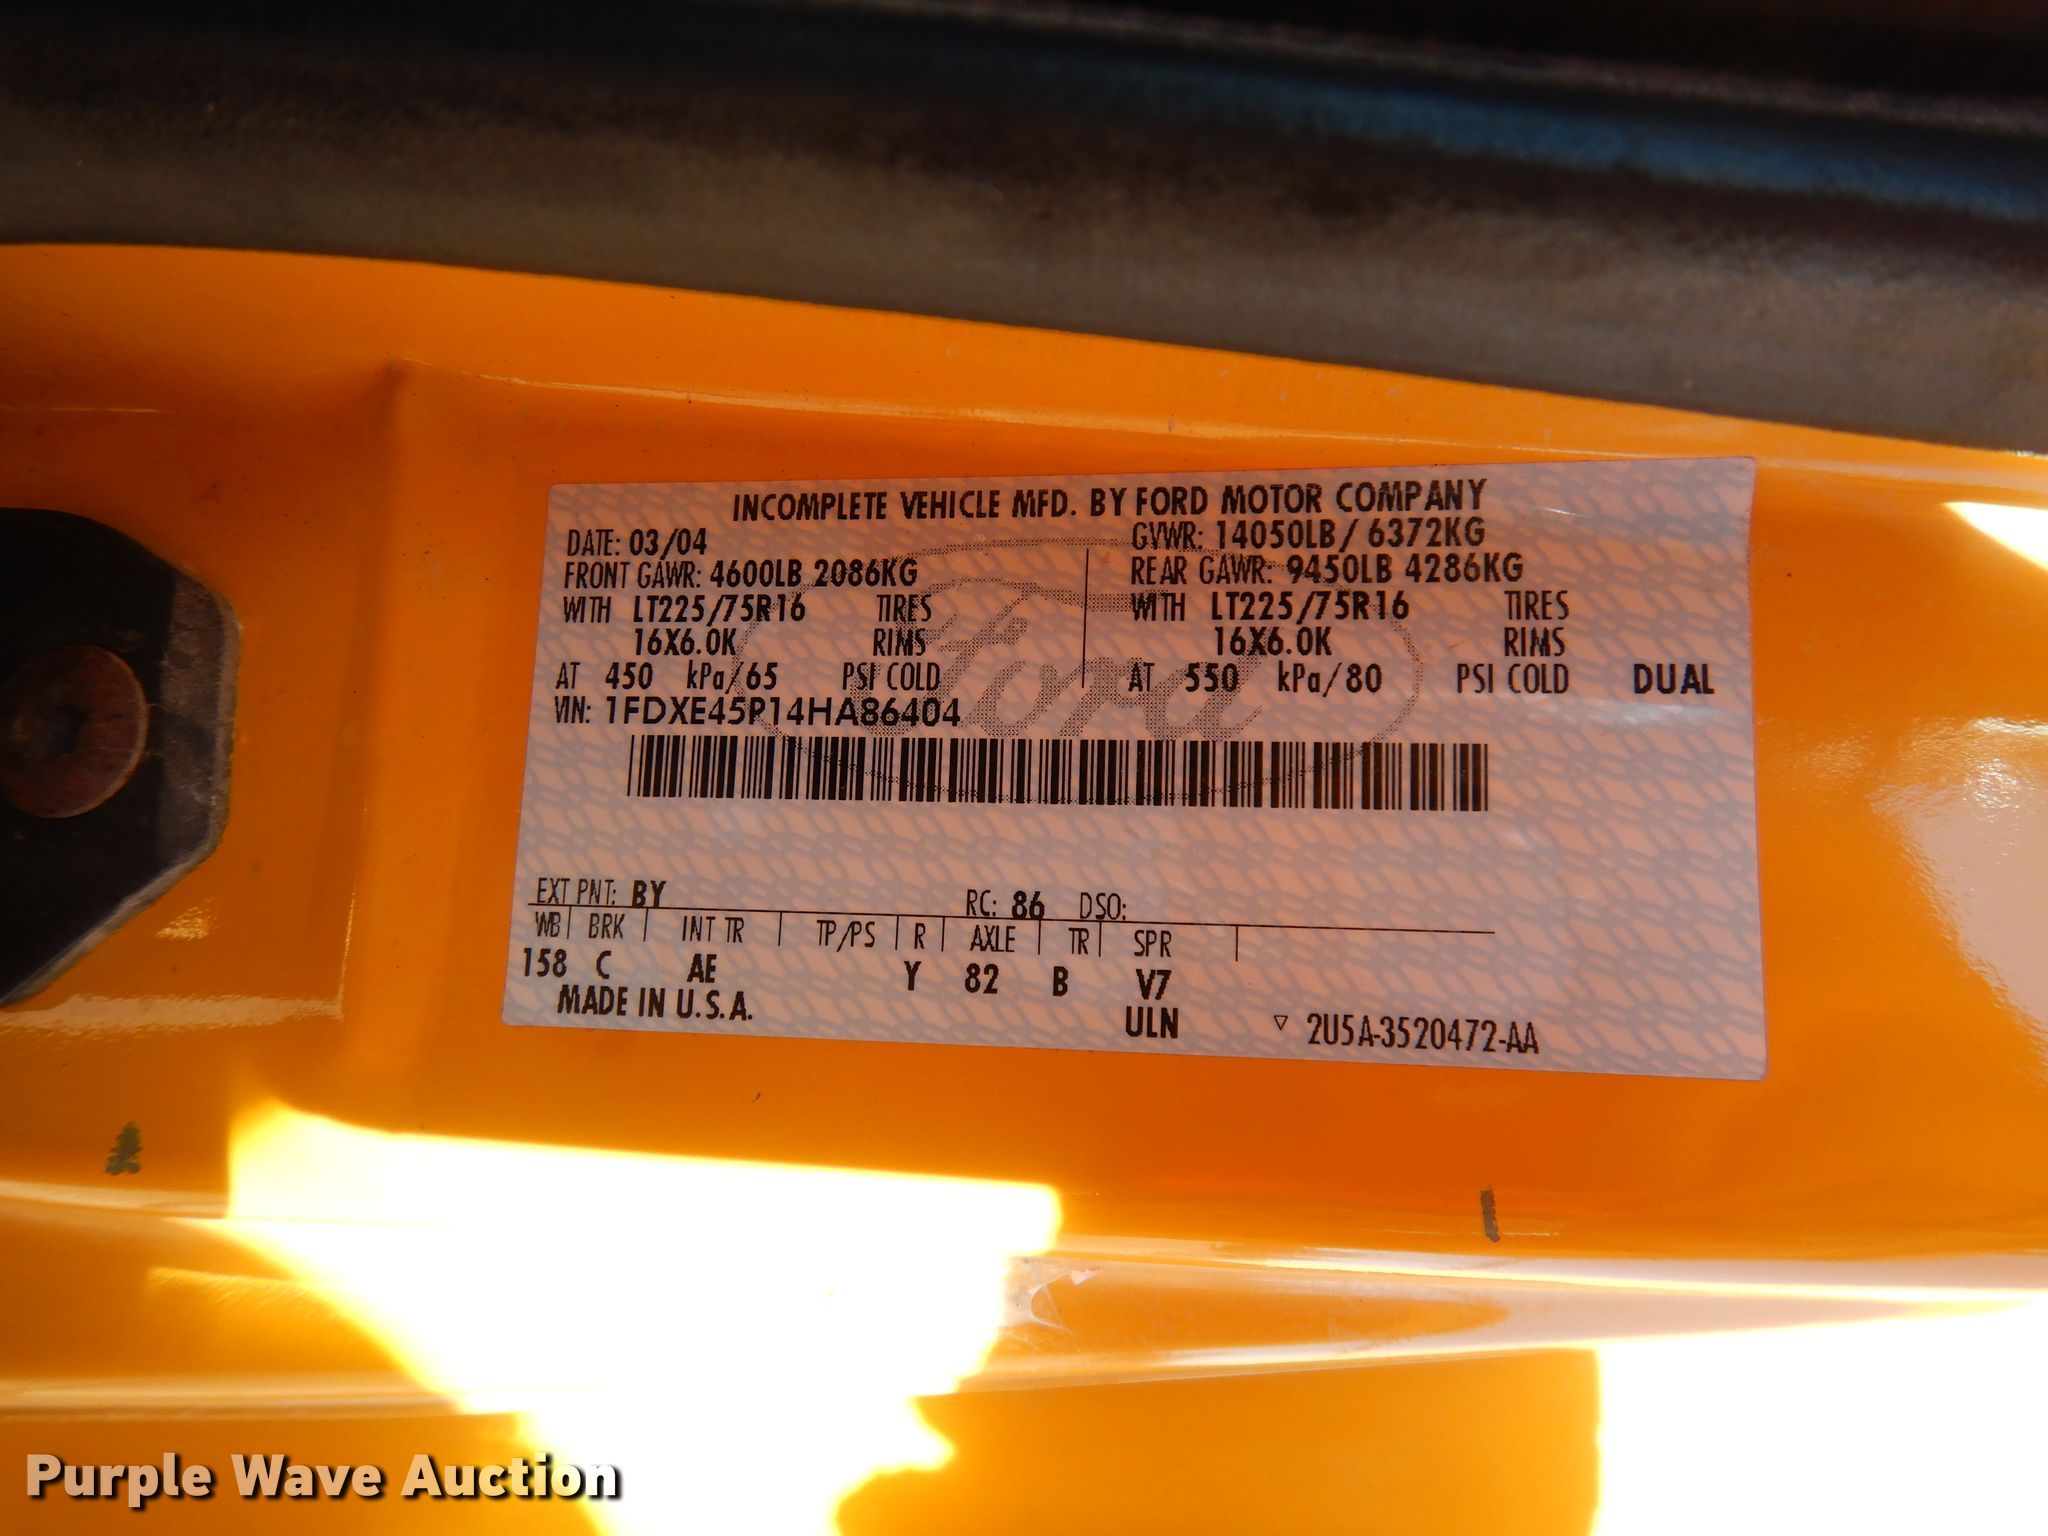 INCOMPLETE VEHICLE MFD. BY FORD MOTOR COMPANY
DATE: 03/04 GVWR: 14050LB / 6372KG
FRONT GAWR: 4600LB 2086KG REAR GAWR: 9450LB 4286KG
WITH LT225/75R16 TIRES WITH LT225/75R16 TIRES
16X6.0K RIMS 16X6.0K RIMS
AT 450 kPa/65 PSI COLD AT 550 kPa/80 PSI COLD DUAL
VIN: 1FDXE45P14HA86404
Ford
EXT PNT: BY RC: 86 DSO:
WB BRK INT TR TP/PS R AXLE TR SPR
158 C AE Y 82 B V7
MADE IN U.S.A. ULN 2U5A-3520472-AA
Purple Wave Auction